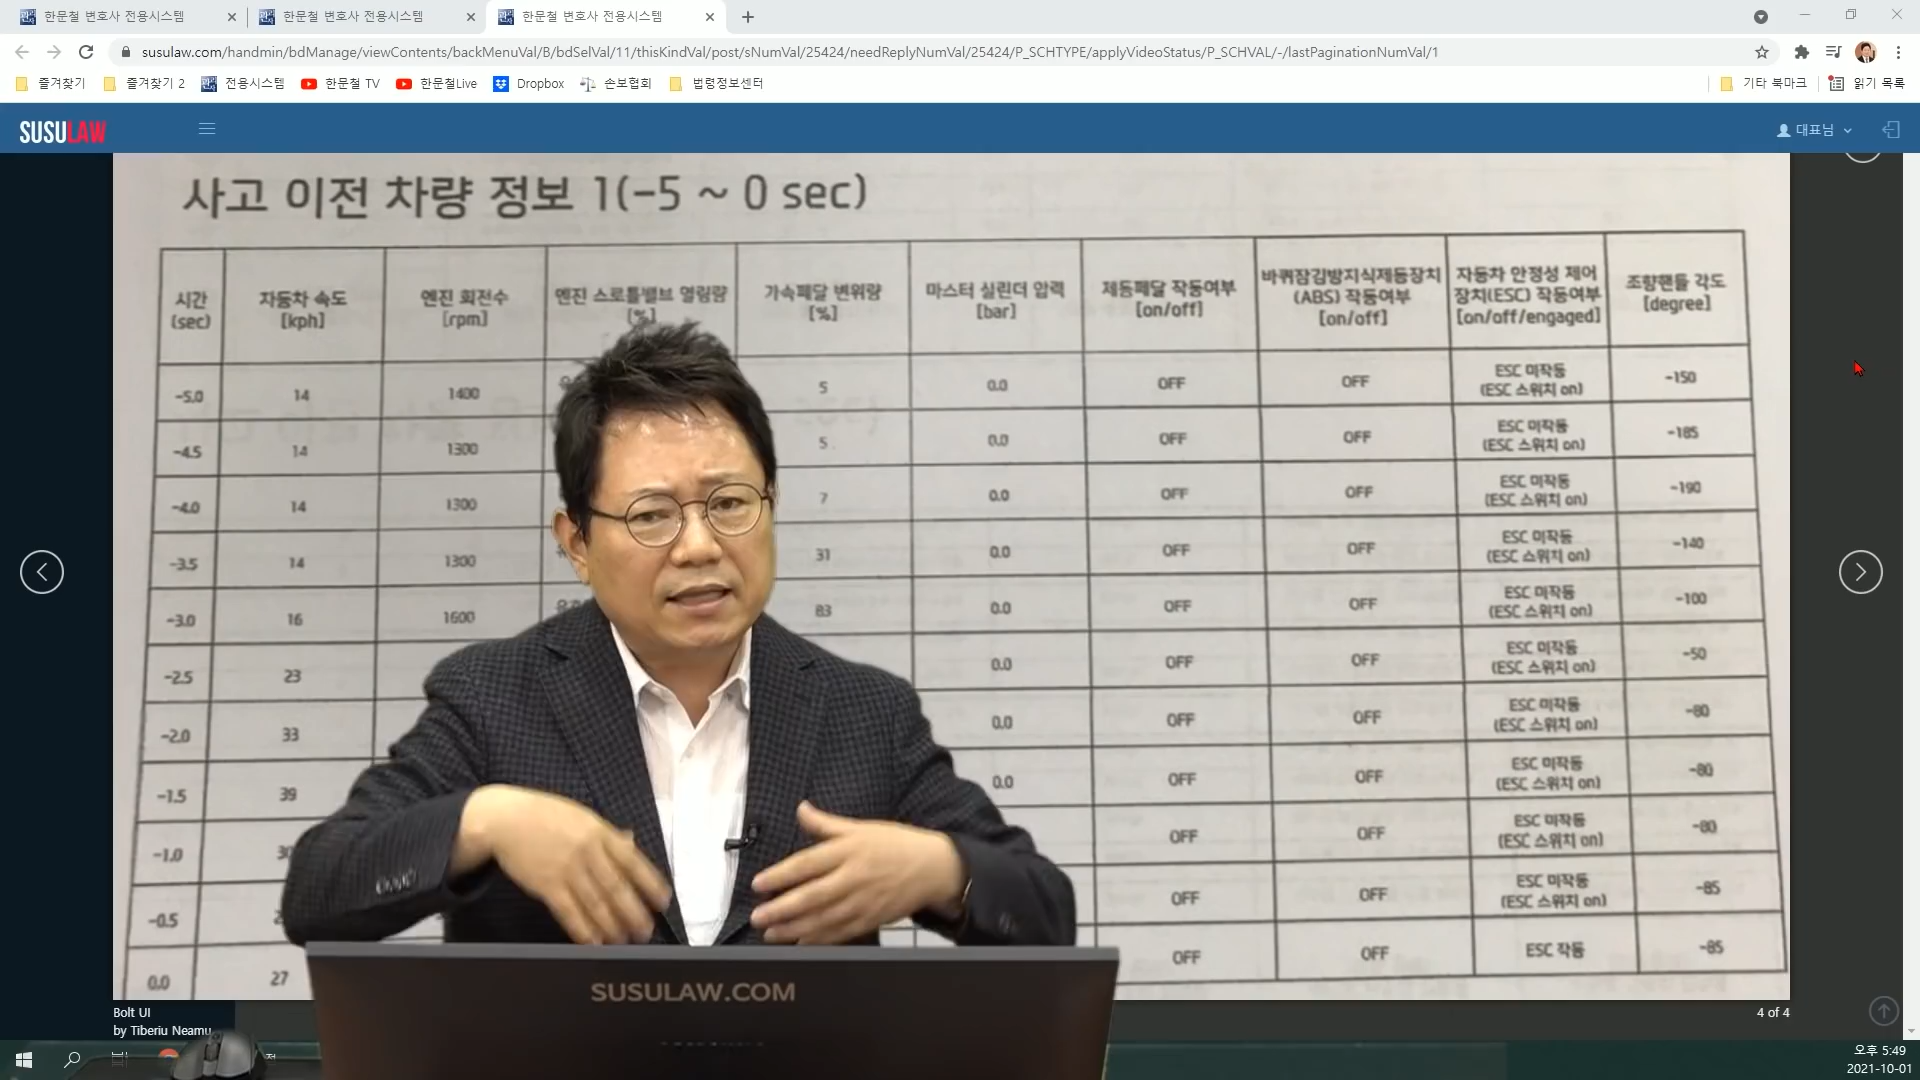 한문철 변호사 전용시스템
한문철 변호사 전용시스템
한문철 변호사 전용시스템
susulaw.com/handmin/bdManage/viewContents/backMenuVal/B/bdSelVal/11/thisKindVal/post/sNumVal/25424/needReplyNumVal/25424/P_SCHTYPE/applyVideoStatus/P_SCHVAL/-/lastPaginationNumVal/1
즐겨찾기 즐겨찾기 2 전용시스템 한문철 TV 한문철Live Dropbox 손보협회 법령정보센터 기타 북마크 읽기 목록
SUSULAW 대표님
사고 이전 차량 정보 1(-5 ~ 0 sec)
시간 자동차 속도 엔진 회전수 엔진 스로틀밸브 열림량 가속페달 변위량 마스터 실린더 압력 제동페달 작동여부 바퀴잠김방지식제동장치 자동차 안정성 제어 조향핸들 각도
(sec) [kph] [rpm] [%] [%] [bar] [on/off] (ABS) 작동여부 장치(ESC) 작동여부 [degree]
[on/off] [on/off/engaged]
-5.0 14 1400 5 0.0 OFF OFF ESC 미작동 -150
(ESC 스위치 on)
-4.5 14 1300 5 0.0 OFF OFF ESC 미작동 -185
(ESC 스위치 on)
-4.0 14 1300 7 0.0 OFF OFF ESC 미작동 -190
(ESC 스위치 on)
-3.5 14 1300 31 0.0 OFF OFF ESC 미작동 -140
(ESC 스위치 on)
-3.0 16 1600 83 0.0 OFF OFF ESC 미작동 -100
(ESC 스위치 on)
-2.5 23 0.0 OFF OFF ESC 미작동 -50
(ESC 스위치 on)
-2.0 33 0.0 OFF OFF ESC 미작동 -80
(ESC 스위치 on)
-1.5 39 0.0 OFF OFF ESC 미작동 -80
(ESC 스위치 on)
-1.0 30 OFF OFF ESC 미작동 -80
(ESC 스위치 on)
-0.5 OFF OFF ESC 미작동 -85
(ESC 스위치 on)
0.0 27 OFF OFF ESC 작동 -85
SUSULAW.COM
Bolt UI
by Tiberiu Neamu
4 of 4
오후 5:49
2021-10-01